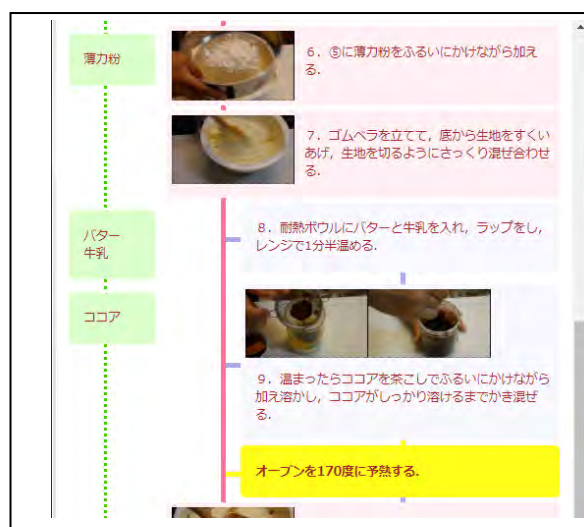 薄力粉
6．⑤に薄力粉をふるいにかけながら加え
る．
7．ゴムベラを立てて，底から生地をすくい
あげ，生地を切るようにさっくり混ぜ合わせ
る．
バター
牛乳
8．耐熱ボウルにバターと牛乳を入れ，ラップをし，
レンジで1分半温める．
ココア
9．温まったらココアを茶こしでふるいにかけながら
加え溶かし，ココアがしっかり溶けるまでかき混ぜ
る．
オーブンを170度に予熱する．